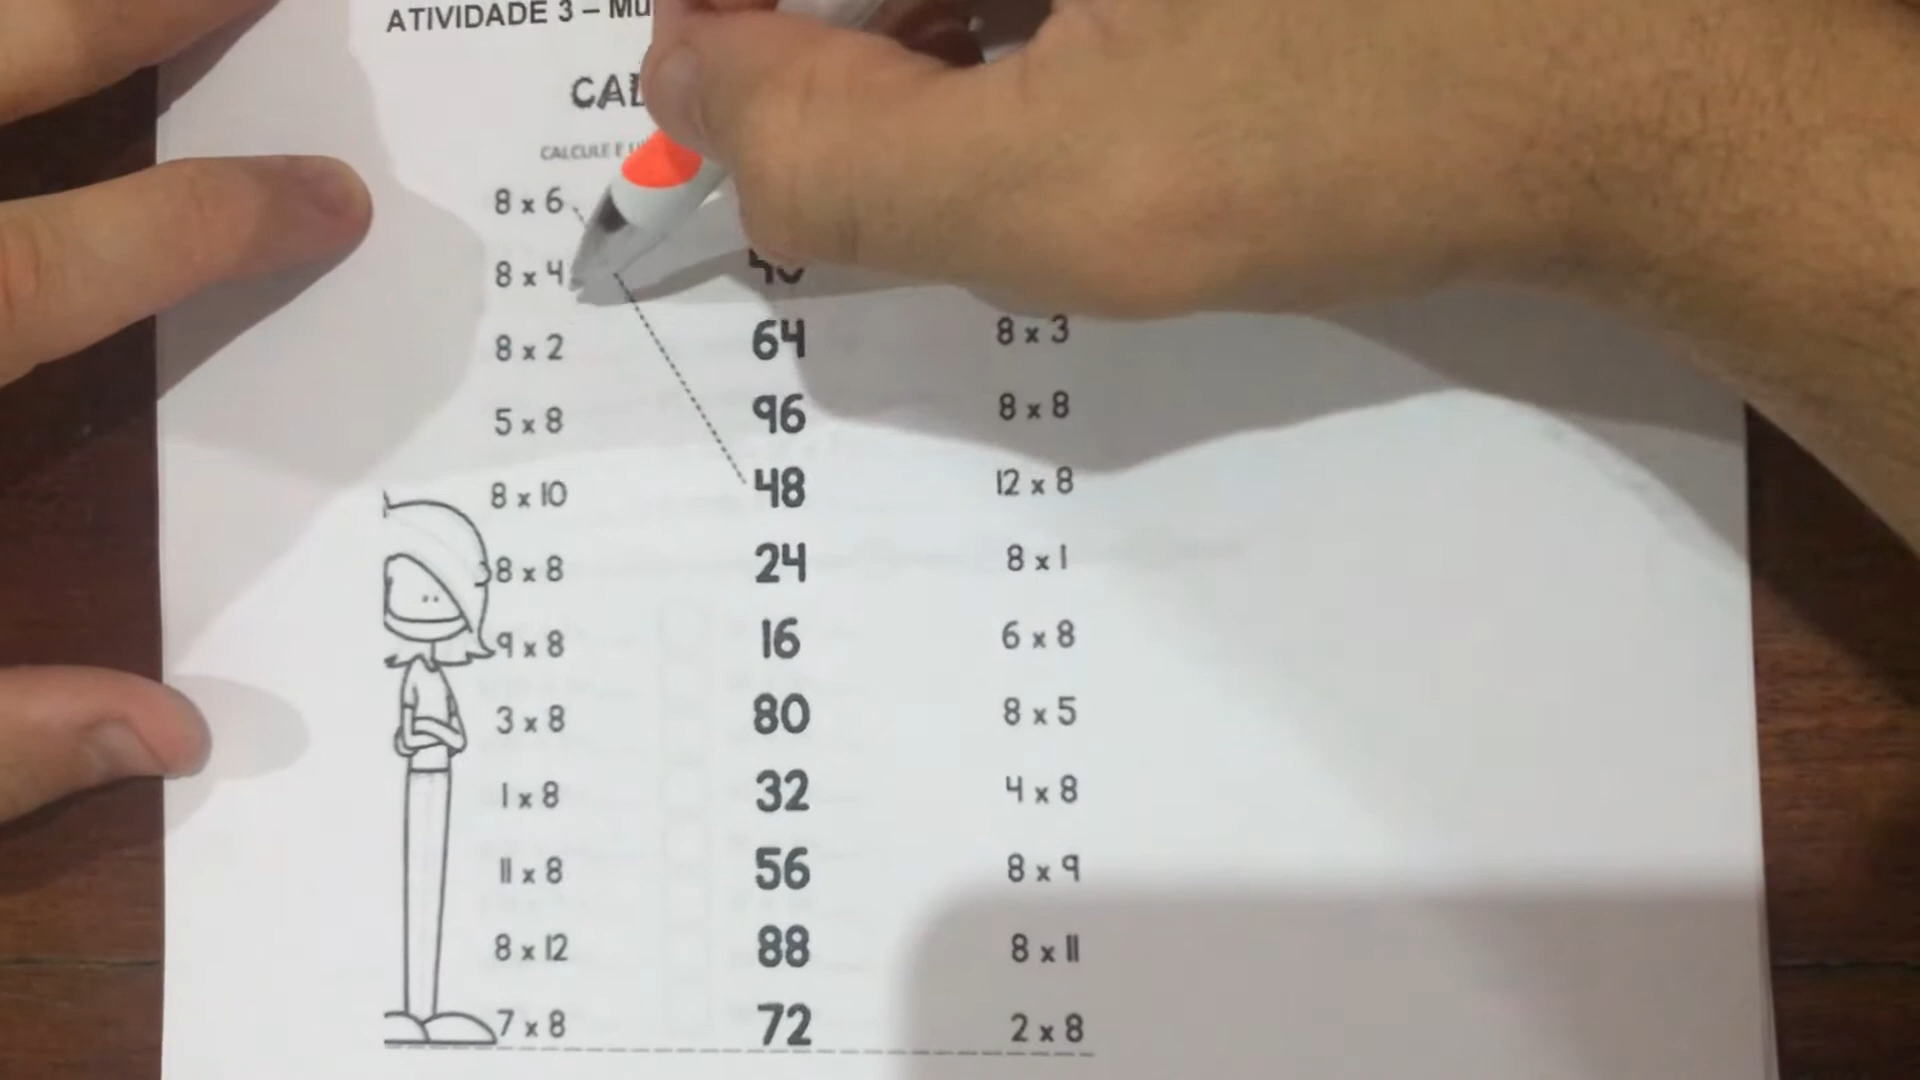 ATIVIDADE 3 –
CALCULE E
8 x 6
8 x 4
8 x 2 64 8 x 3
5 x 8 96 8 x 8
8 x 10 48 12 x 8
8 x 8 24 8 x 1
9 x 8 16 6 x 8
3 x 8 80 8 x 5
1 x 8 32 4 x 8
11 x 8 56 8 x 9
8 x 12 88 8 x 11
7 x 8 72 2 x 8